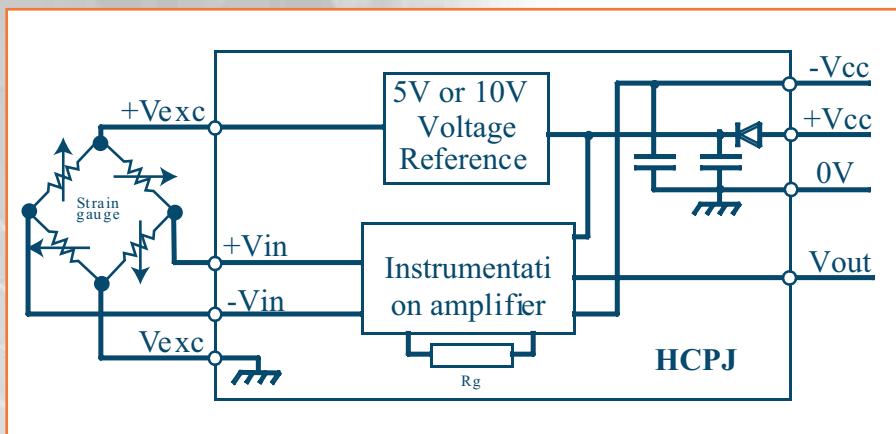 +Vexc
5V or 10V
Voltage
Reference
-Vcc
+Vcc
0V
Strain
gauge
+Vin
-Vin
Vexc
Instrumentati
on amplifier
Rg
Vout
HCPJ